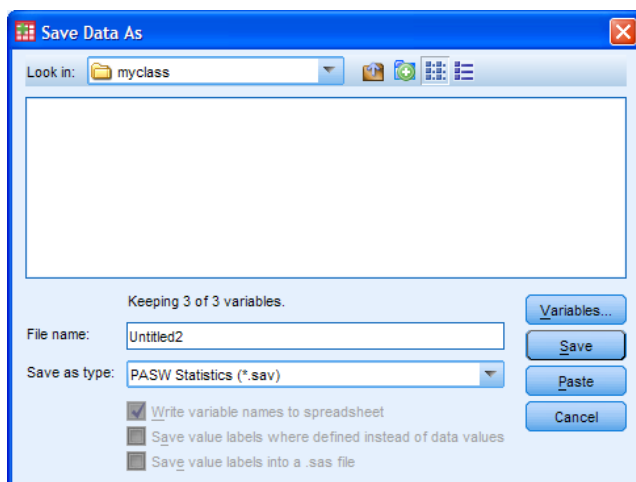 Save Data As
Look in: myclass
Keeping 3 of 3 variables.
Variables...
File name: Untitled2
Save
Save as type: PASW Statistics (*.sav)
Paste
Write variable names to spreadsheet
Cancel
Save value labels where defined instead of data values
Save value labels into a .sas file